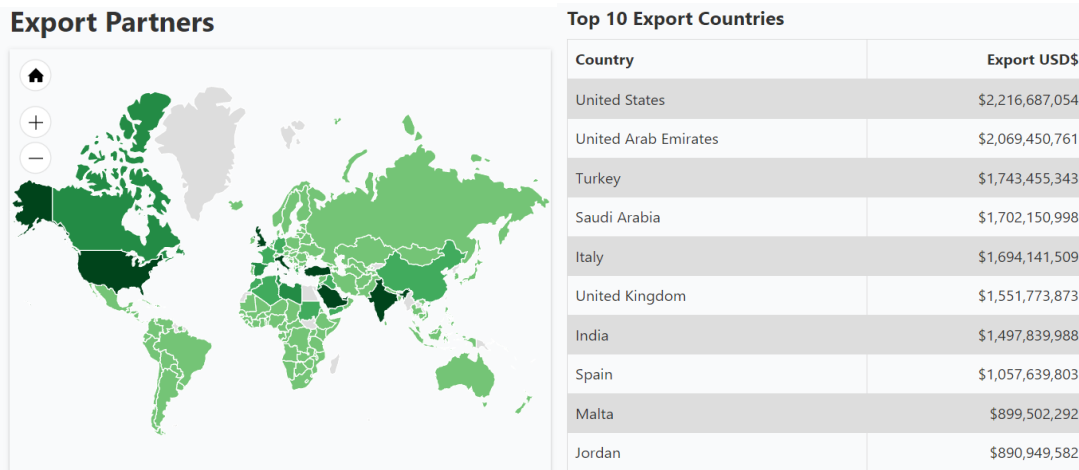 Export Partners
Top 10 Export Countries
Country Export USD$
United States $2,216,687,054
United Arab Emirates $2,069,450,761
Turkey $1,743,455,343
Saudi Arabia $1,702,150,998
Italy $1,694,141,509
United Kingdom $1,551,773,873
India $1,497,839,988
Spain $1,057,639,803
Malta $899,502,292
Jordan $890,949,582